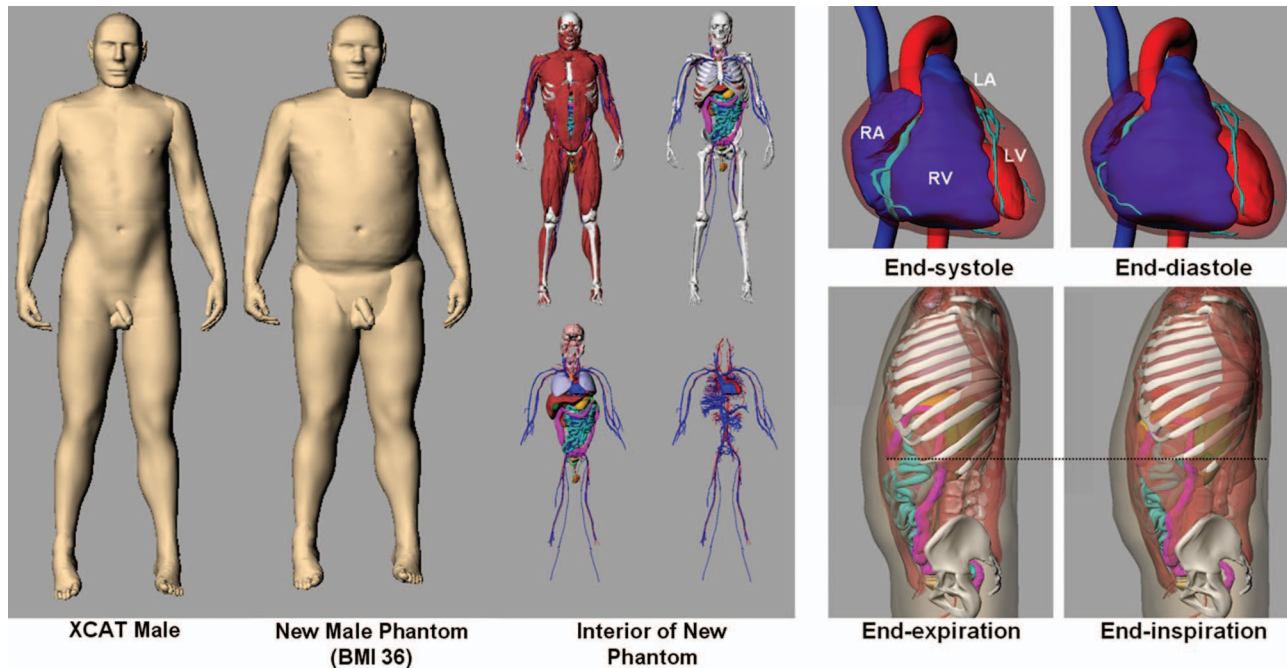 XCAT Male
New Male Phantom
(BMI 36)
Interior of New
Phantom
LA
RA
LV
RV
End-systole
End-diastole
End-expiration
End-inspiration